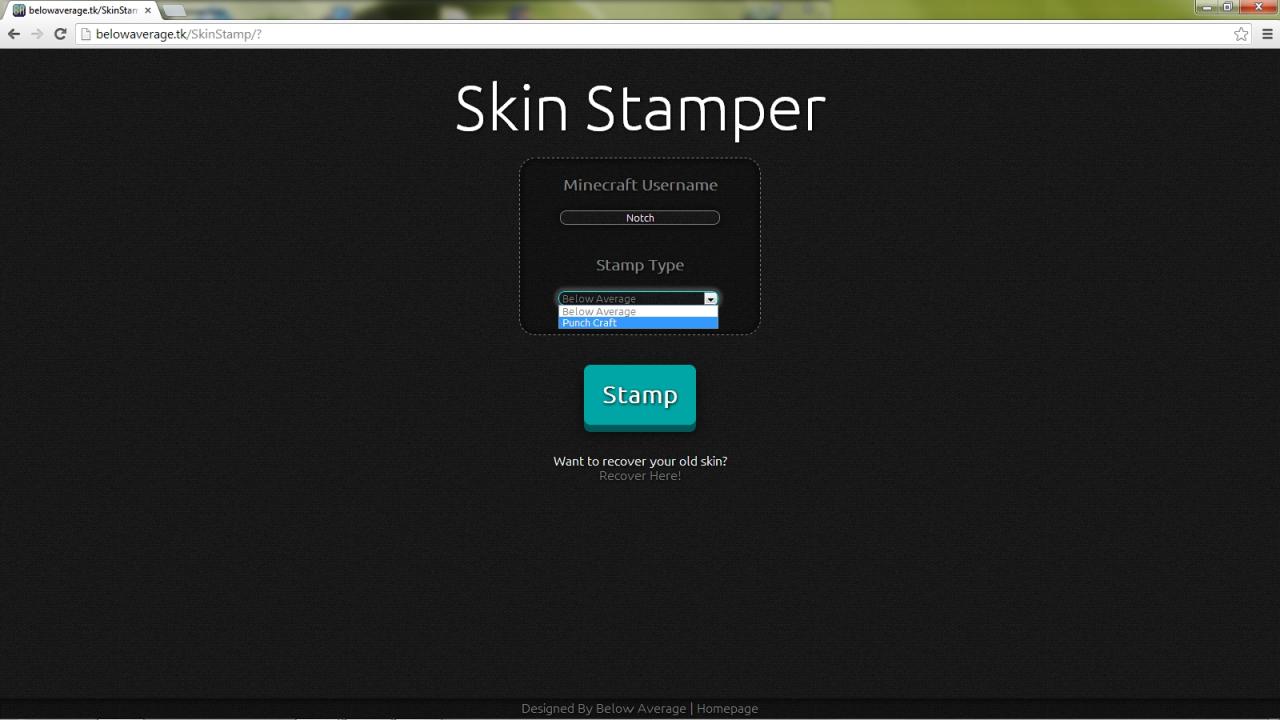 belowaverage.tk/SkinStam
belowaverage.tk/SkinStamp/?
Skin Stamper
Minecraft Username
Notch
Stamp Type
Below Average
Below Average
Punch Craft
Stamp
Want to recover your old skin?
Recover Here!
Designed By Below Average | Homepage